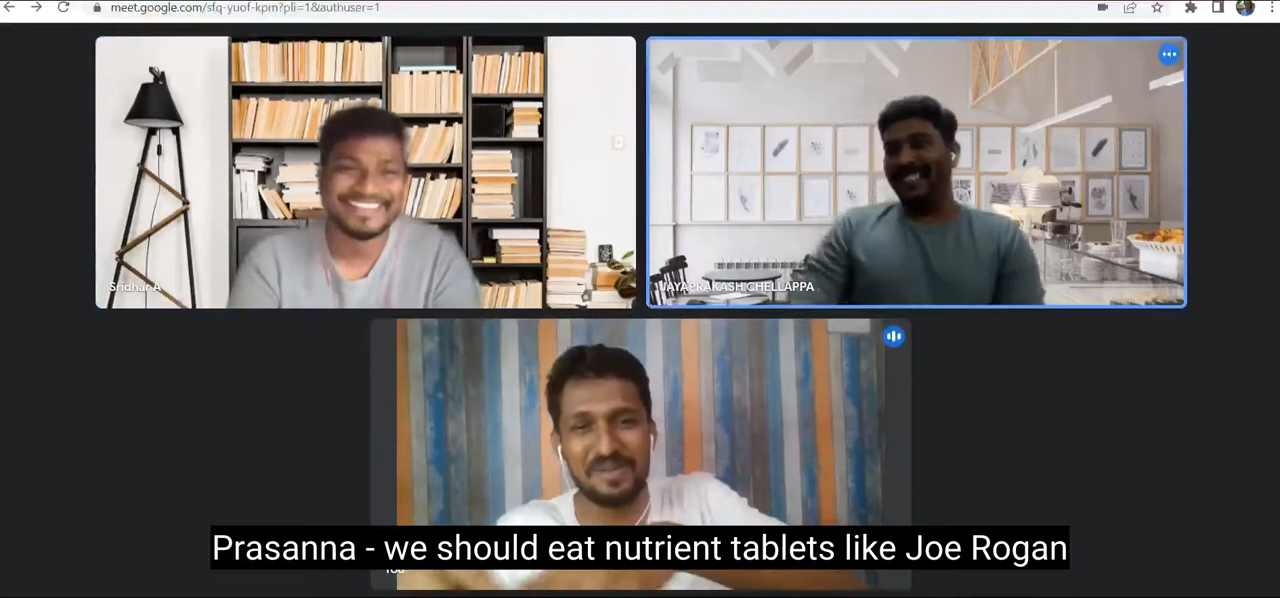 meet.google.com/sfq-yuof-kpm?pli=1&authuser=1
Sridhar A
JAYAPRAKASH CHELLAPPA
Prasanna - we should eat nutrient tablets like Joe Rogan
You